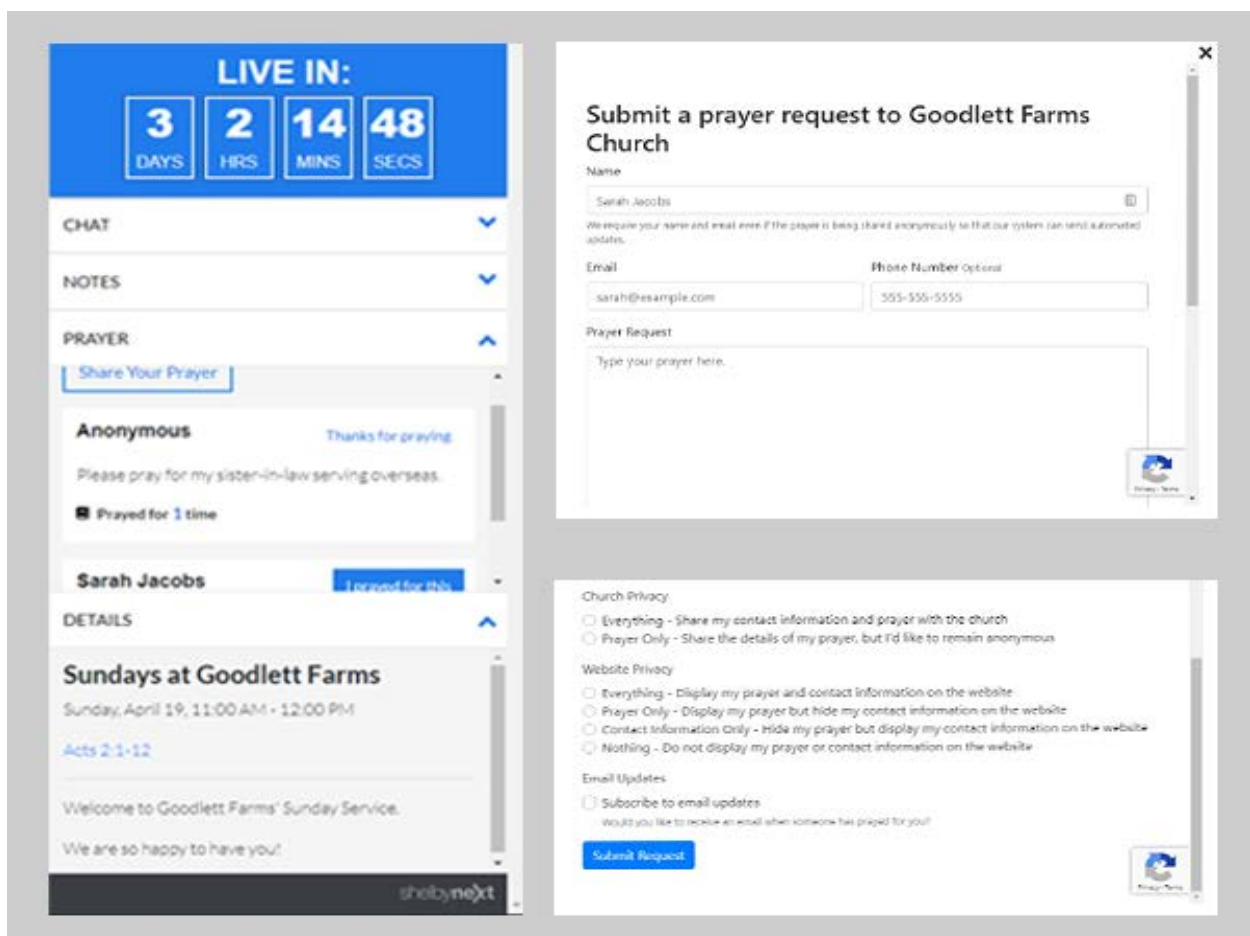 LIVE IN:
3 2 14 48
DAYS HRS MINS SECS
CHAT
NOTES
PRAYER
Share Your Prayer
Anonymous Thanks for praying
Please pray for my sister-in-law serving overseas.
Prayed for 1 time
Sarah Jacobs I prayed for this
DETAILS
Sundays at Goodlett Farms
Sunday, April 19, 11:00 AM - 12:00 PM
Acts 2:1-12
Welcome to Goodlett Farms' Sunday Service.
We are so happy to have you!
shelbynext
Submit a prayer request to Goodlett Farms
Church
Name
Sarah Jacobs
We require your name and email even if the prayer is being shared anonymously so that our system can send automated
updates.
Email Phone Number Optional
sarah@example.com 555-555-5555
Prayer Request
Type your prayer here.
Privacy - Terms
Church Privacy
Everything - Share my contact information and prayer with the church
Prayer Only - Share the details of my prayer, but I'd like to remain anonymous
Website Privacy
Everything - Display my prayer and contact information on the website
Prayer Only - Display my prayer but hide my contact information on the website
Contact Information Only - Hide my prayer but display my contact information on the website
Nothing - Do not display my prayer or contact information on the website
Email Updates
Subscribe to email updates
Would you like to receive an email when someone has prayed for you?
Submit Request
Privacy - Terms